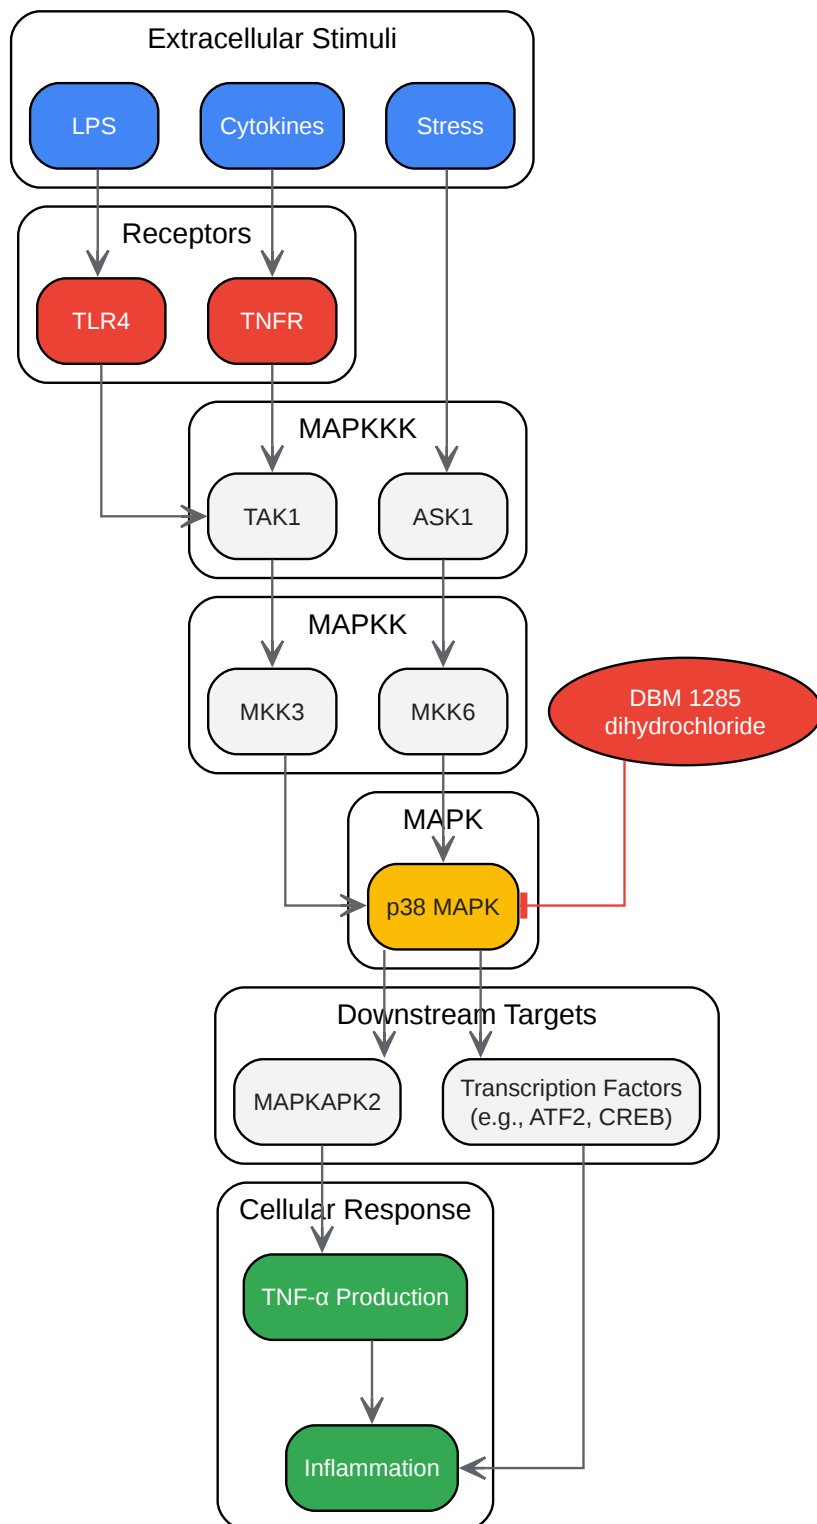 Extracellular Stimuli
LPS
Cytokines
Stress
Receptors
TLR4
TNFR
MAPKKK
TAK1
ASK1
MAPKK
MKK3
MKK6
DBM 1285
dihydrochloride
MAPK
p38 MAPK
Downstream Targets
MAPKAPK2
Transcription Factors
(e.g., ATF2, CREB)
Cellular Response
TNF-α Production
Inflammation